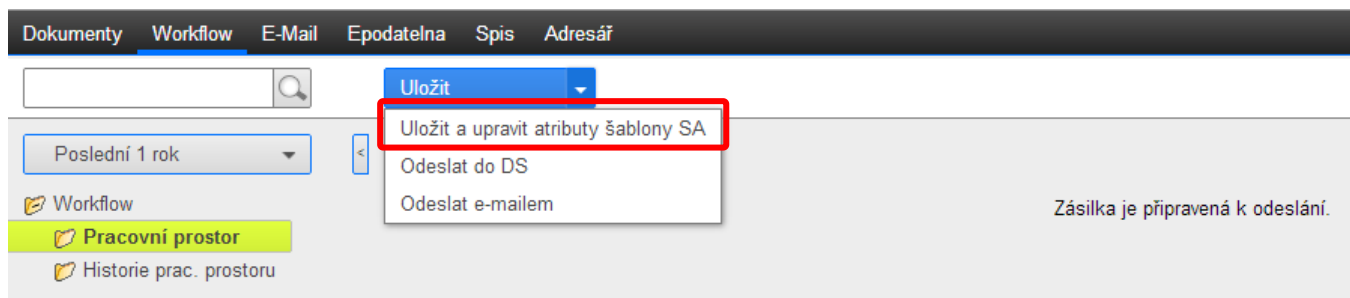 Dokumenty Workflow E-Mail Epodatelna Spis Adresář
Uložit
Uložit a upravit atributy šablony SA
Poslední 1 rok
<
Odeslat do DS
Workflow
Odeslat e-mailem
Zásilka je připravená k odeslání.
Pracovní prostor
Historie prac. prostoru